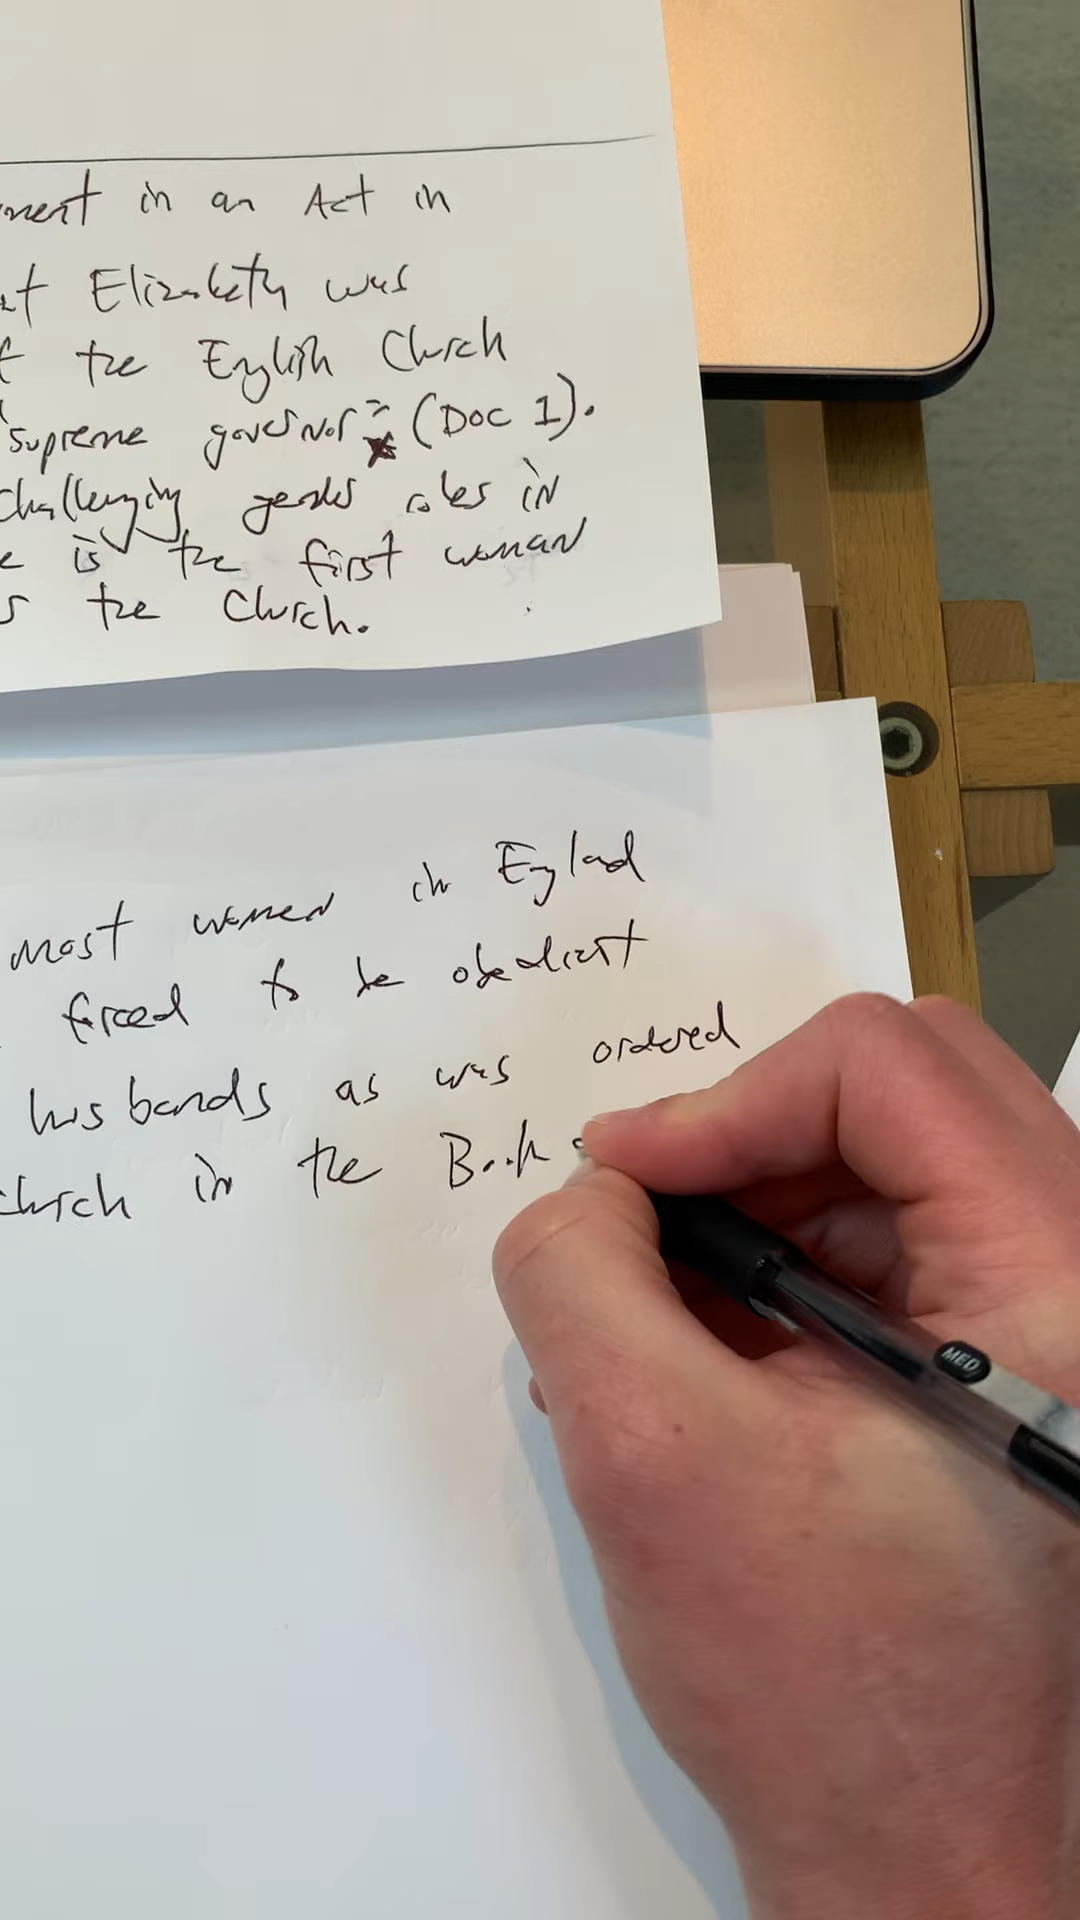 ment in an Act in
at Elizabeth was
f the English Church
"supreme governor" (Doc 1).
challenging gender roles in
e is the first woman
s the Church.
most women in England
forced to be obedient
husbands as was ordered
church in the Book
MED